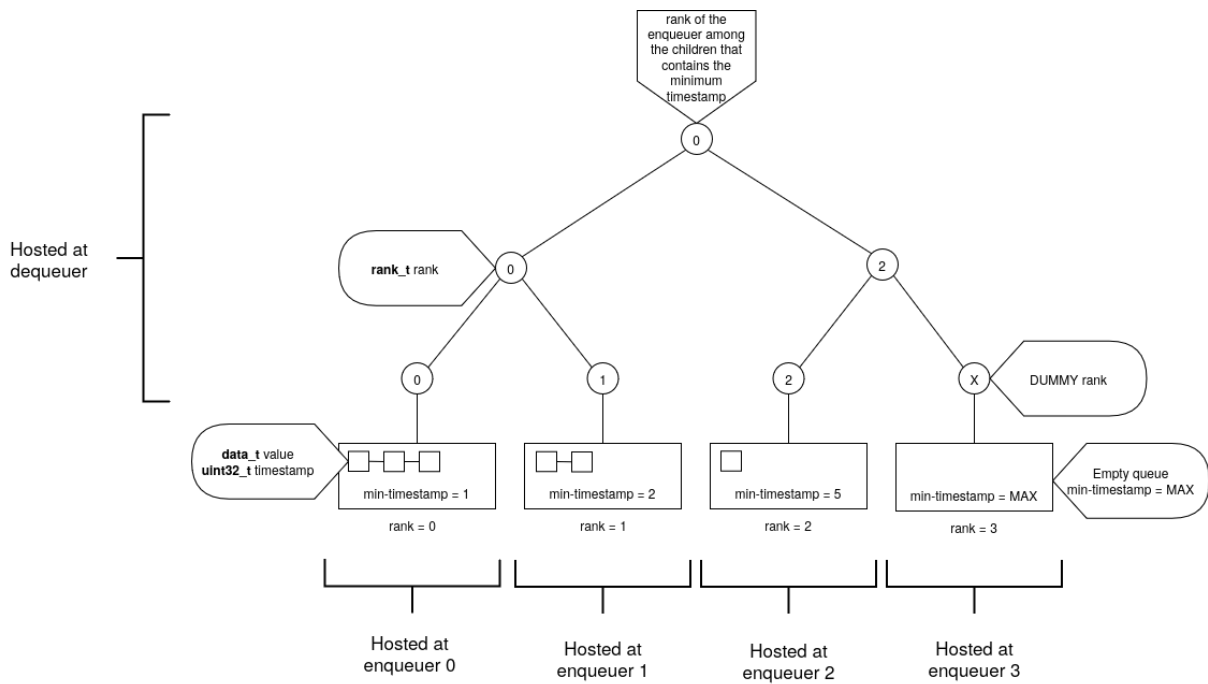 rank of the
enqueuer among
the children that
contains the
minimum
timestamp
0
Hosted at
dequeuer
rank_t rank
0
2
0
1
2
X
DUMMY rank
data_t value
uint32_t timestamp
min-timestamp = 1
min-timestamp = 2
min-timestamp = 5
min-timestamp = MAX
Empty queue
min-timestamp = MAX
rank = 0
rank = 1
rank = 2
rank = 3
Hosted at
enqueuer 0
Hosted at
enqueuer 1
Hosted at
enqueuer 2
Hosted at
enqueuer 3